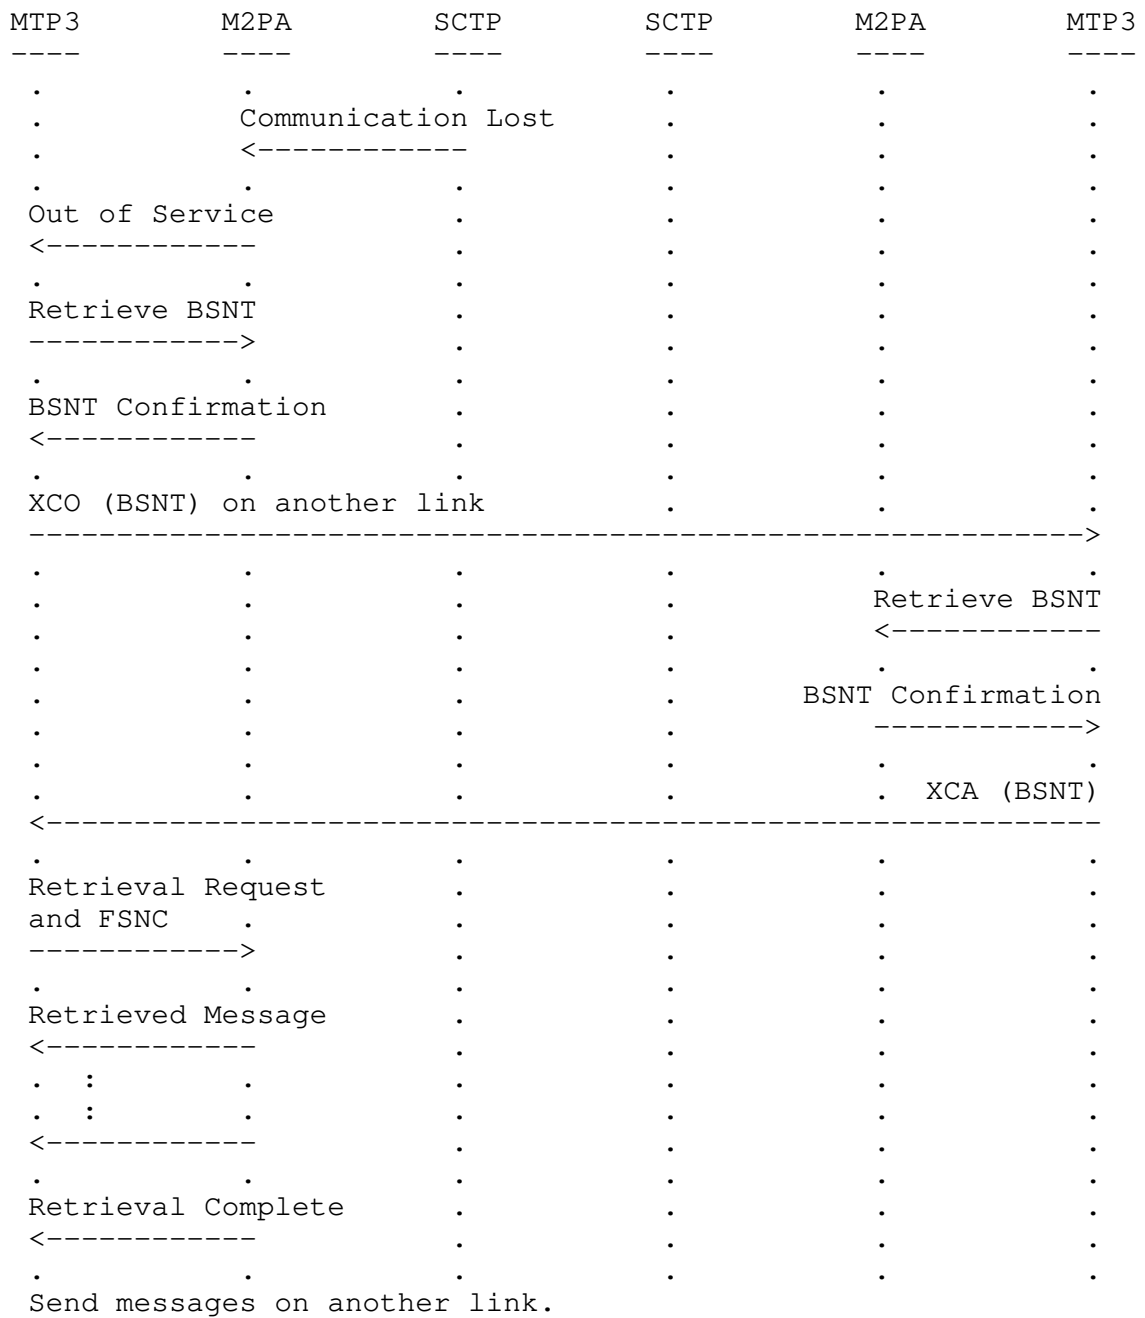 MTP3 M2PA SCTP SCTP M2PA MTP3
---- ---- ---- ---- ---- ----
. . . . . .
. Communication Lost . . .
. <------------ . . .
. . . . . .
Out of Service . . . .
<------------ . . . .
. . . . . .
Retrieve BSNT . . . .
------------> . . . .
. . . . . .
BSNT Confirmation . . . .
<------------ . . . .
. . . . . .
XCO (BSNT) on another link . . .
------------------------------------------------------------>
. . . . . .
. . . . Retrieve BSNT
. . . . <------------
. . . . . .
. . . . BSNT Confirmation
. . . . ------------>
. . . . . .
. . . . . XCA (BSNT)
<------------------------------------------------------------
. . . . . .
Retrieval Request . . . .
and FSNC . . . . .
------------> . . . .
. . . . . .
Retrieved Message . . . .
<------------ . . . .
. : . . . . .
. : . . . . .
<------------ . . . .
. . . . . .
Retrieval Complete . . . .
<------------ . . . .
. . . . . .
Send messages on another link.